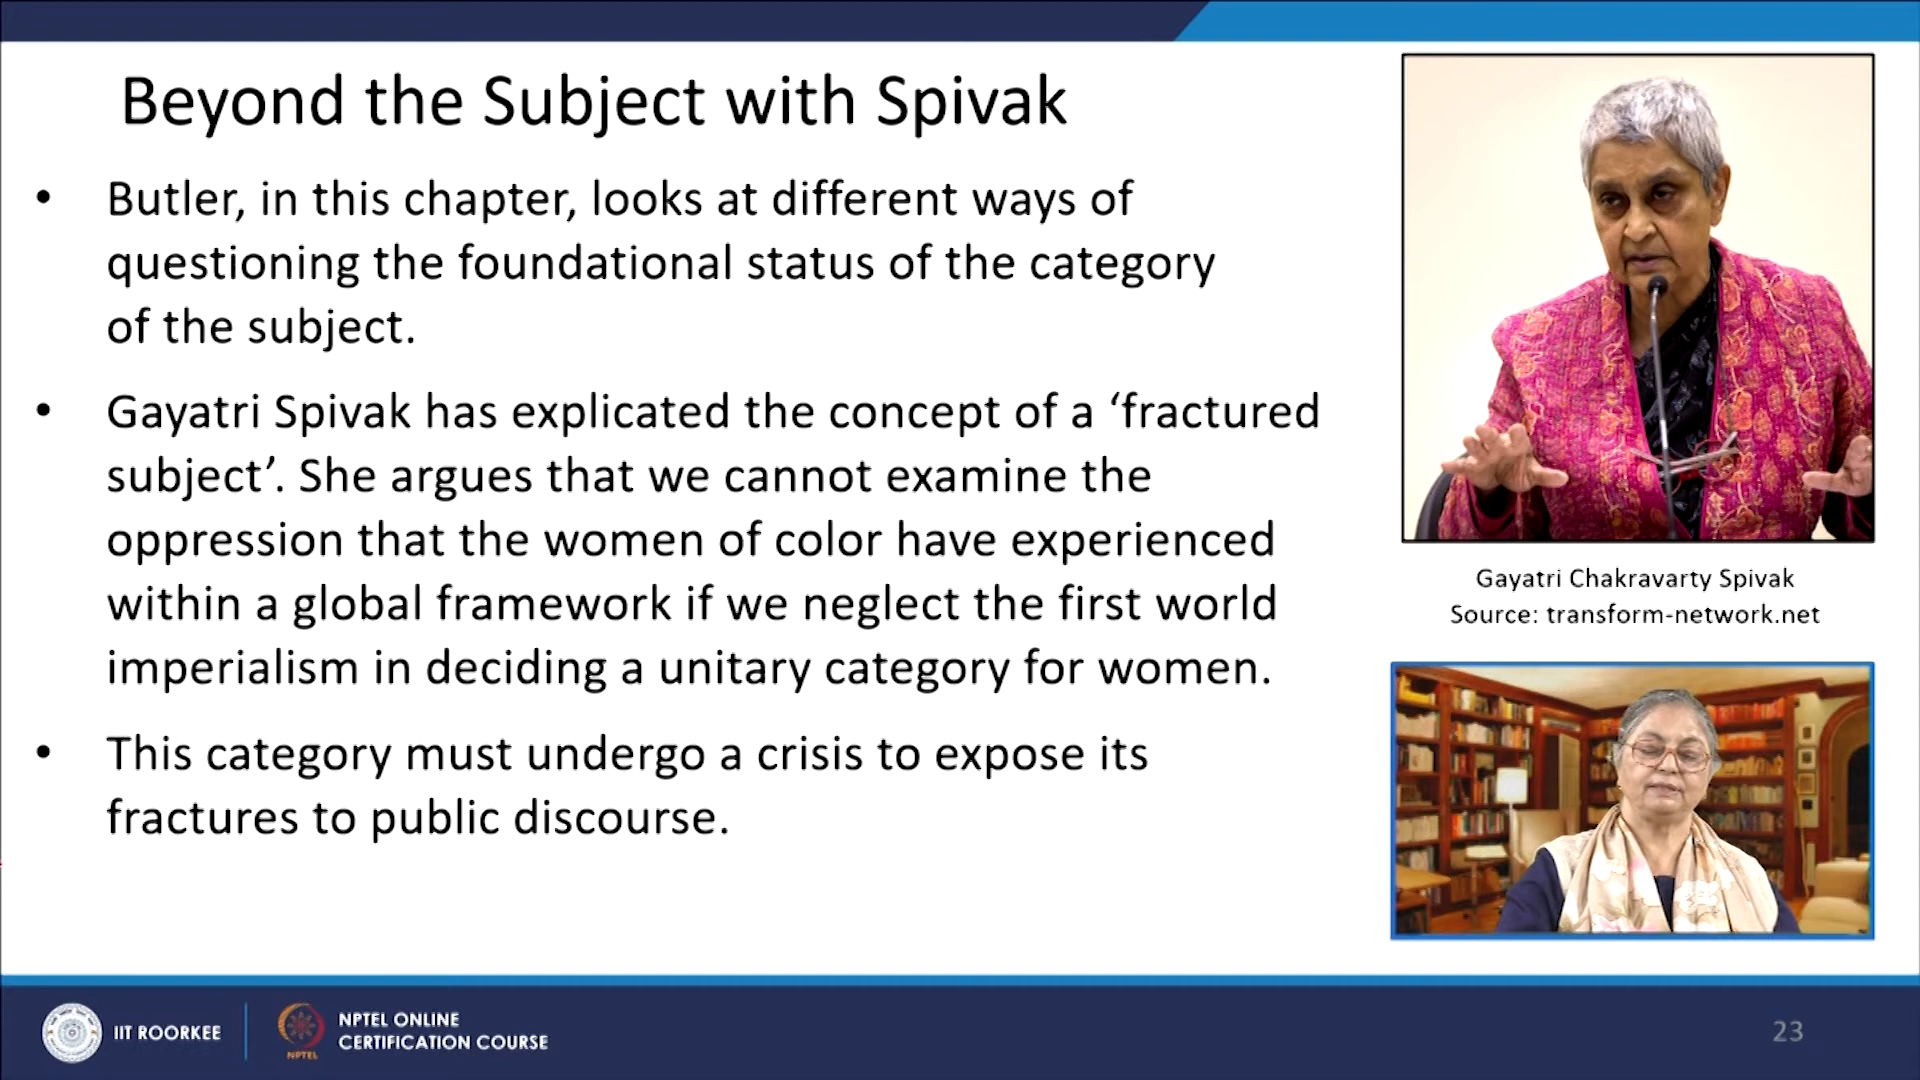 Beyond the Subject with Spivak
• Butler, in this chapter, looks at different ways of
questioning the foundational status of the category
of the subject.
• Gayatri Spivak has explicated the concept of a ‘fractured
subject’. She argues that we cannot examine the
oppression that the women of color have experienced
within a global framework if we neglect the first world
imperialism in deciding a unitary category for women.
• This category must undergo a crisis to expose its
fractures to public discourse.
Gayatri Chakravarty Spivak
Source: transform-network.net
IIT ROORKEE
NPTEL
NPTEL ONLINE
CERTIFICATION COURSE
23